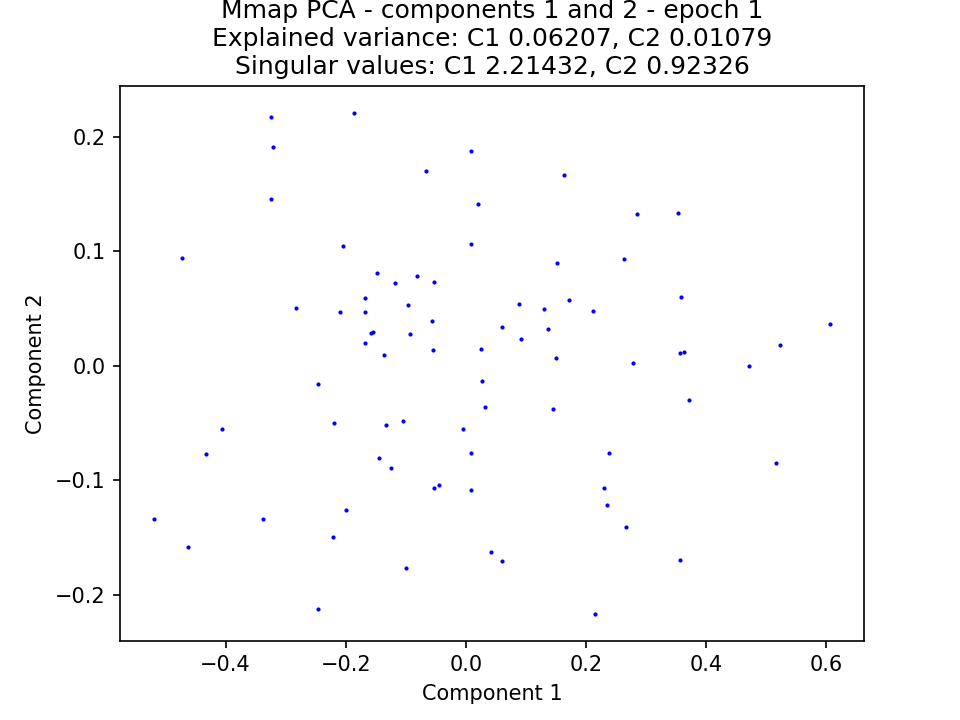 Mmap PCA - components 1 and 2 - epoch 1
Explained variance: C1 0.06207, C2 0.01079
Singular values: C1 2.21432, C2 0.92326
0.2
0.1
0.0
−0.1
−0.2
Component 2
−0.4
−0.2
0.0
0.2
0.4
0.6
Component 1